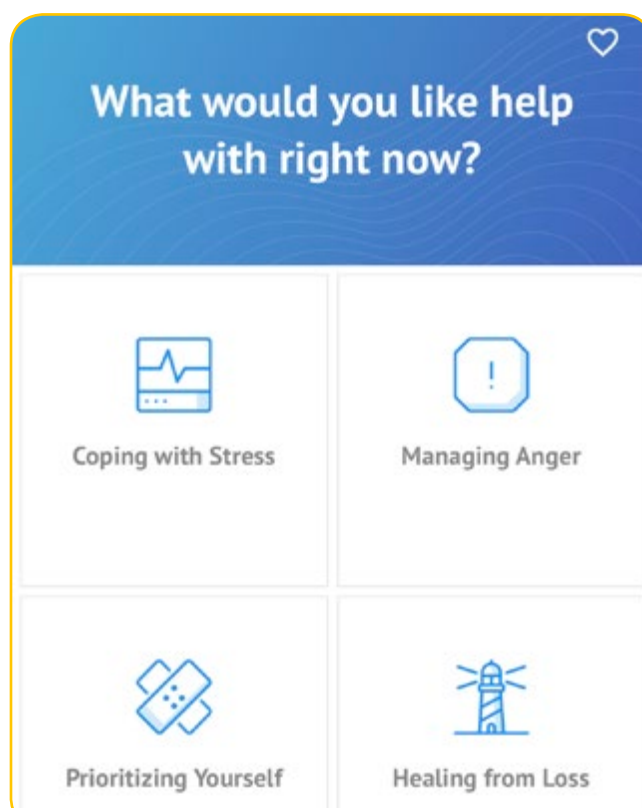 What would you like help
with right now?
Coping with Stress
Managing Anger
Prioritizing Yourself
Healing from Loss